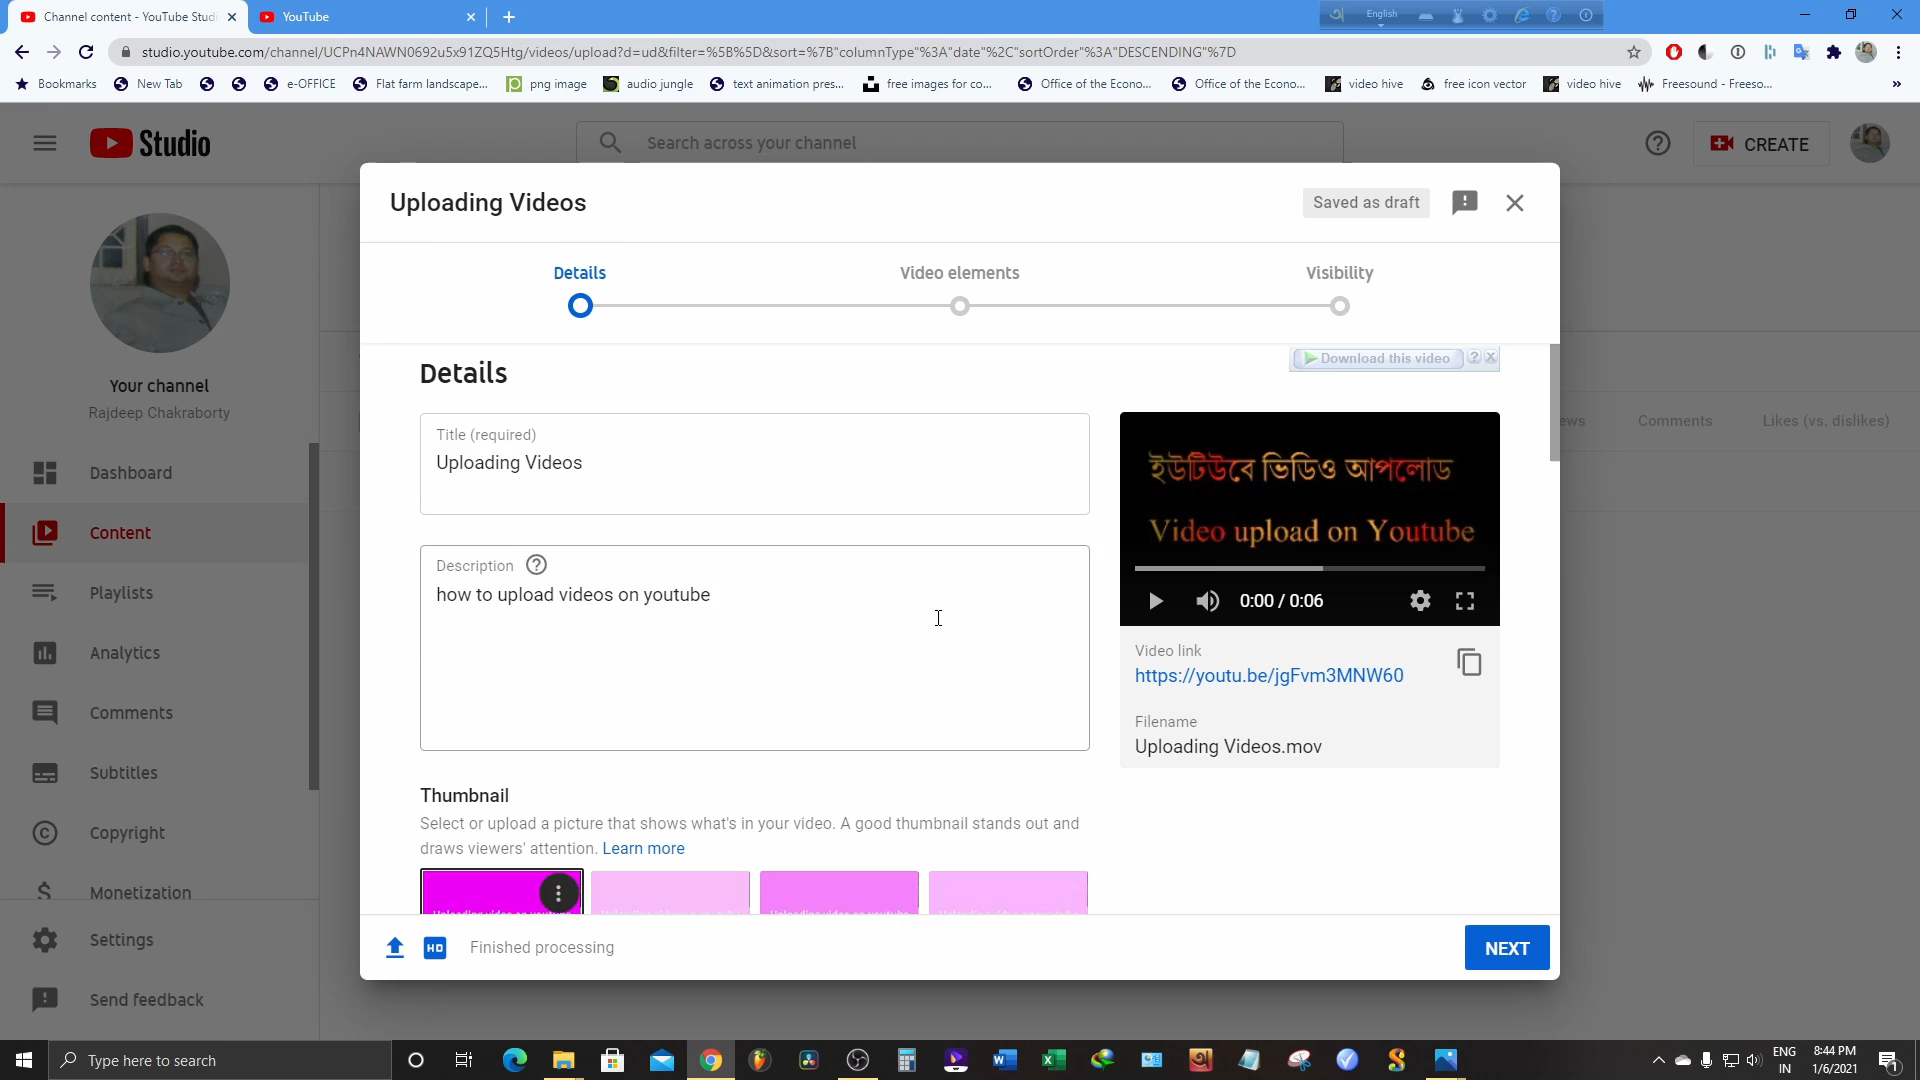 Channel content - YouTube Studi
YouTube
English
studio.youtube.com/channel/UCPn4NAWN0692u5x91ZQ5Htg/videos/upload?d=ud&filter=%5B%5D&sort=%7B"columnType"%3A"date"%2C"sortOrder"%3A"DESCENDING"%7D
Bookmarks
New Tab
e-OFFICE
Flat farm landscape...
png image
audio jungle
text animation pres...
free images for co...
Office of the Econo...
Office of the Econo...
video hive
free icon vector
video hive
Freesound - Freeso...
Studio
Search across your channel
CREATE
Uploading Videos
Saved as draft
Details
Video elements
Visibility
Your channel
Rajdeep Chakraborty
Dashboard
Content
Playlists
Analytics
Comments
Subtitles
Copyright
Monetization
Settings
Send feedback
Details
Download this video
Title (required)
Uploading Videos
Description
how to upload videos on youtube
ইউটিউবে ভিডিও আপলোড
Video upload on Youtube
0:00 / 0:06
Video link
https://youtu.be/jgFvm3MNW60
Filename
Uploading Videos.mov
Comments
Likes (vs. dislikes)
Thumbnail
Select or upload a picture that shows what's in your video. A good thumbnail stands out and
draws viewers' attention. Learn more
HD
Finished processing
NEXT
Type here to search
ENG
IN
8:44 PM
1/6/2021